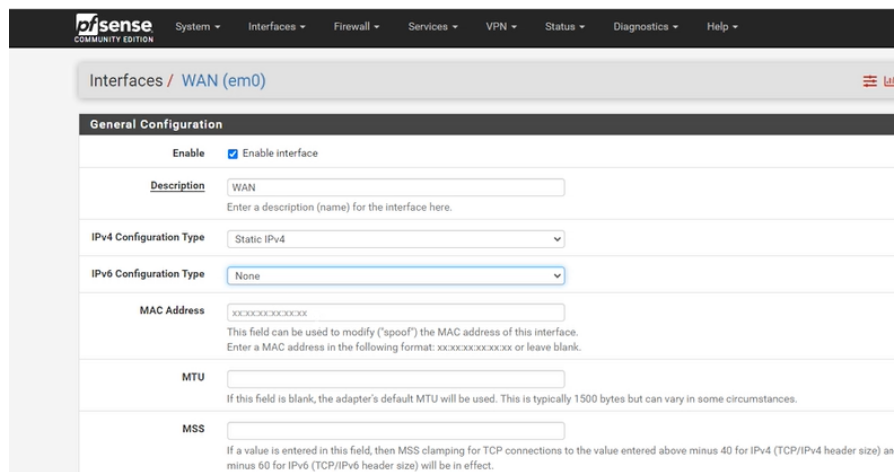 pfsense
COMMUNITY EDITION
System Interfaces Firewall Services VPN Status Diagnostics Help
Interfaces / WAN (em0)
General Configuration
Enable Enable interface
Description WAN
Enter a description (name) for the interface here.
IPv4 Configuration Type Static IPv4
IPv6 Configuration Type None
MAC Address xx:xx:xx:xx:xx:xx
This field can be used to modify ("spoof") the MAC address of this interface.
Enter a MAC address in the following format: xx:xx:xx:xx:xx:xx or leave blank.
MTU
If this field is blank, the adapter's default MTU will be used. This is typically 1500 bytes but can vary in some circumstances.
MSS
If a value is entered in this field, then MSS clamping for TCP connections to the value entered above minus 40 for IPv4 (TCP/IPv4 header size) a
minus 60 for IPv6 (TCP/IPv6 header size) will be in effect.